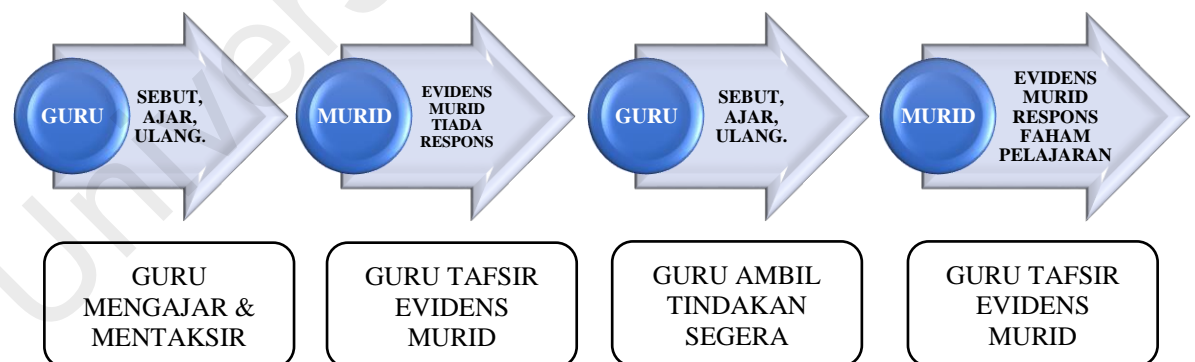 GURU
SEBUT,
AJAR,
ULANG.
MURID
EVIDENS
MURID
TIADA
RESPONS
GURU
SEBUT,
AJAR,
ULANG.
MURID
EVIDENS
MURID
RESPONS
FAHAM
PELAJARAN
GURU
MENGAJAR &
MENTAKSIR
GURU TAFSIR
EVIDENS
MURID
GURU AMBIL
TINDAKAN
SEGERA
GURU TAFSIR
EVIDENS
MURID
Univers